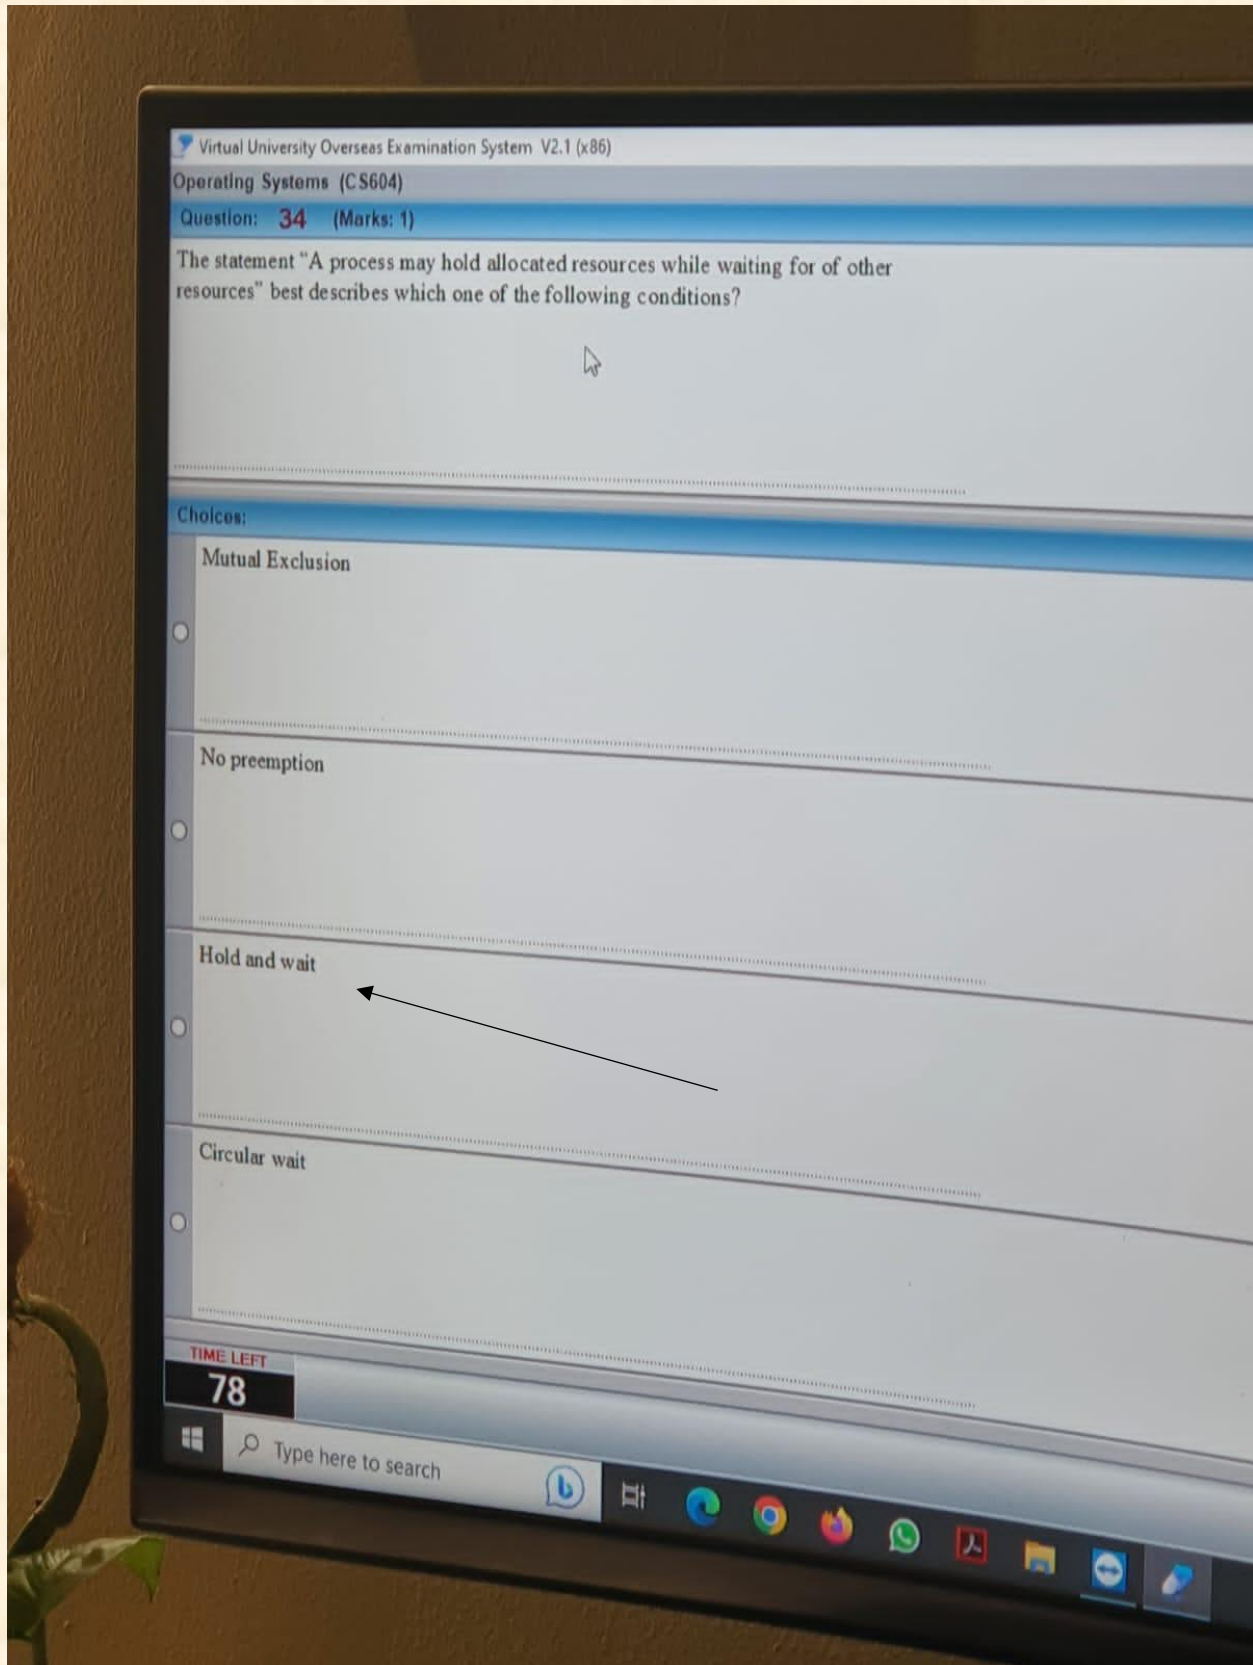 Virtual University Overseas Examination System V2.1 (x86)
Operating Systems (CS604)
Question: 34 (Marks: 1)
The statement "A process may hold allocated resources while waiting for of other
resources" best describes which one of the following conditions?
Choices:
Mutual Exclusion
No preemption
Hold and wait
Circular wait
TIME LEFT
78
Type here to search